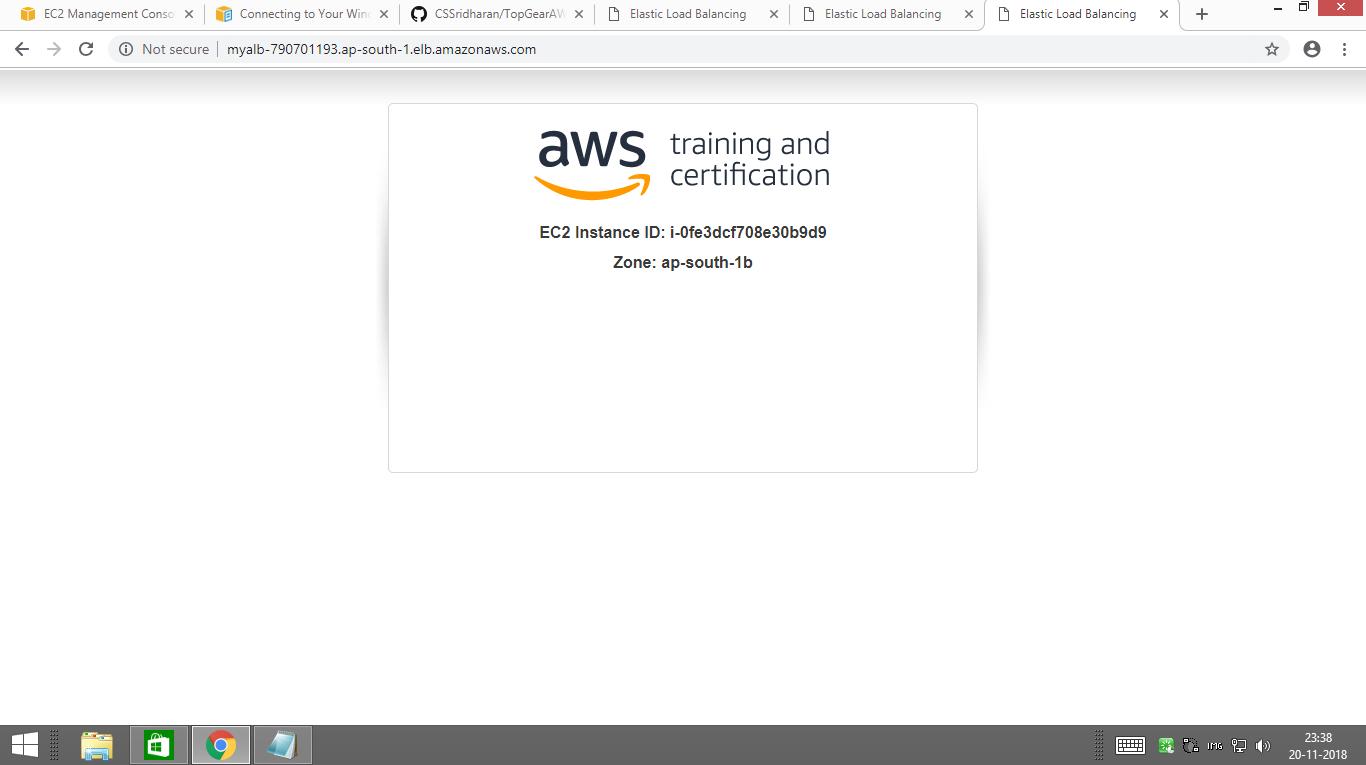 EC2 Management Conso
Connecting to Your Wind
CSSridharan/TopGearAW
Elastic Load Balancing
Elastic Load Balancing
Elastic Load Balancing
Not secure
myalb-790701193.ap-south-1.elb.amazonaws.com
aws
training and
certification
EC2 Instance ID: i-0fe3dcf708e30b9d9
Zone: ap-south-1b
IMG
23:38
20-11-2018